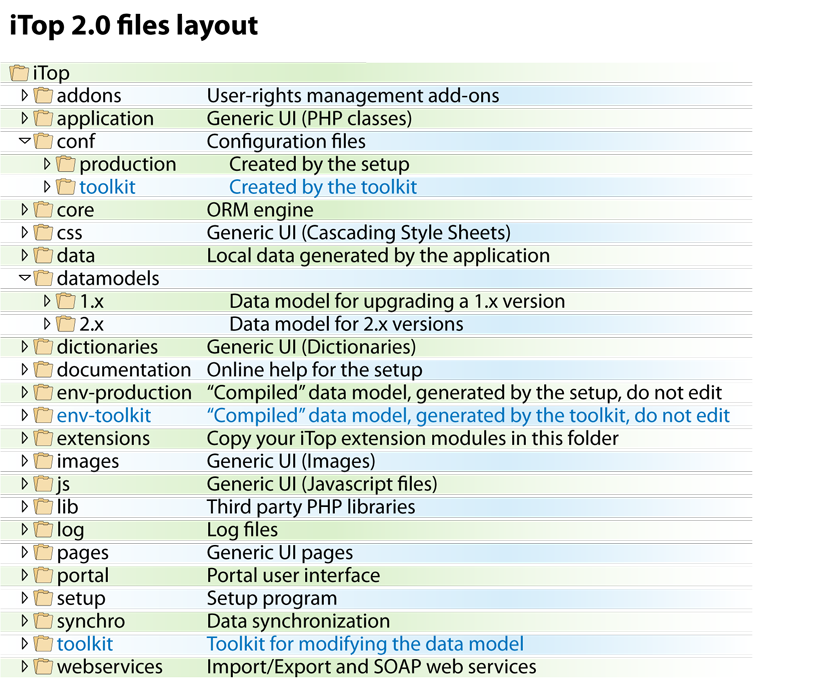 iTop 2.0 files layout
iTop
addons User-rights management add-ons
application Generic UI (PHP classes)
conf Configuration files
production Created by the setup
toolkit Created by the toolkit
core ORM engine
css Generic UI (Cascading Style Sheets)
data Local data generated by the application
datamodels
1.x Data model for upgrading a 1.x version
2.x Data model for 2.x versions
dictionaries Generic UI (Dictionaries)
documentation Online help for the setup
env-production “Compiled” data model, generated by the setup, do not edit
env-toolkit “Compiled” data model, generated by the toolkit, do not edit
extensions Copy your iTop extension modules in this folder
images Generic UI (Images)
js Generic UI (Javascript files)
lib Third party PHP libraries
log Log files
pages Generic UI pages
portal Portal user interface
setup Setup program
synchro Data synchronization
toolkit Toolkit for modifying the data model
webservices Import/Export and SOAP web services